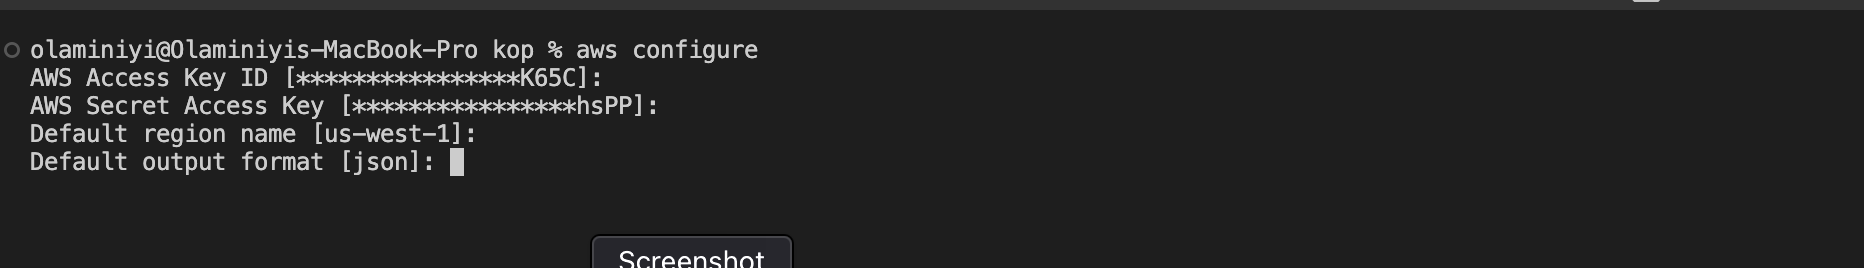 olaminiyi@Olaminiyis-MacBook-Pro kop % aws configure
AWS Access Key ID [****************K65C]:
AWS Secret Access Key [****************hsPP]:
Default region name [us-west-1]:
Default output format [json]:
Screenshot